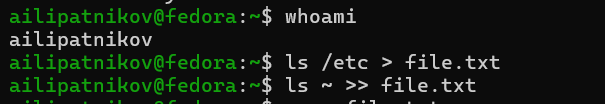 ailipatnikov@fedora:~$ whoami
ailipatnikov
ailipatnikov@fedora:~$ ls /etc > file.txt
ailipatnikov@fedora:~$ ls ~ >> file.txt